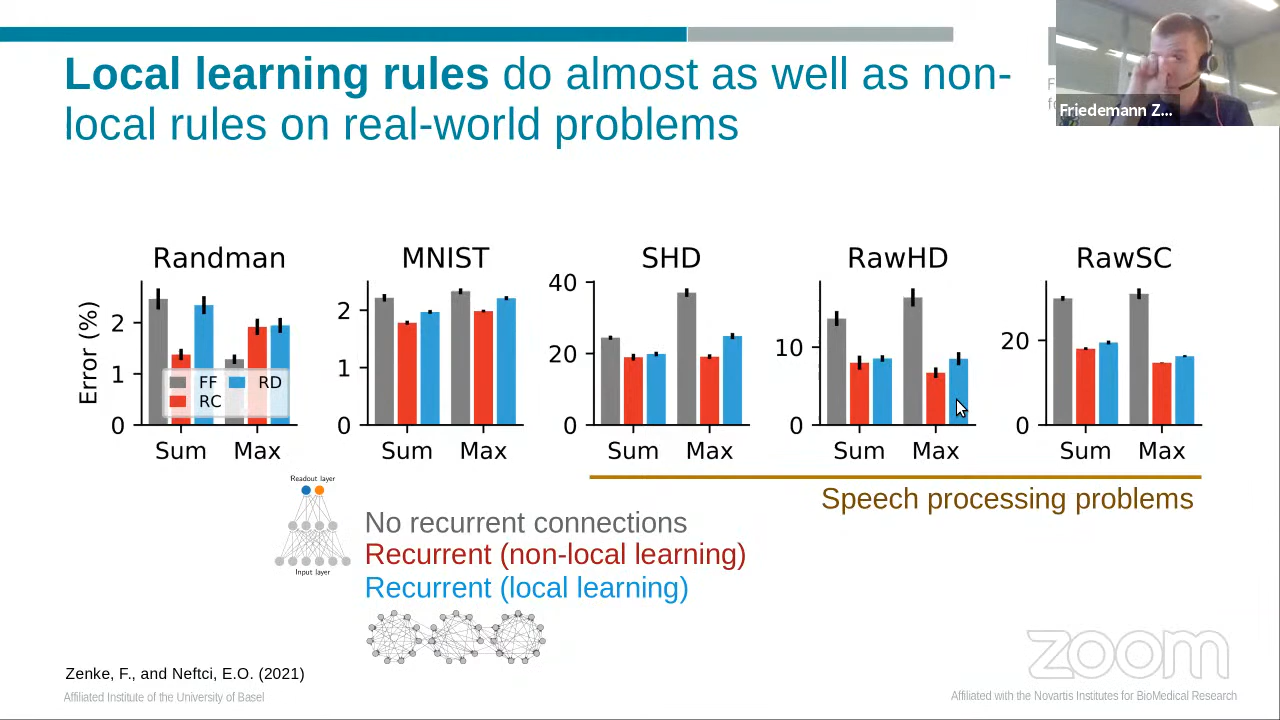 Local learning rules do almost as well as non-
local rules on real-world problems
Friedemann Z...
Randman
MNIST
SHD
RawHD
RawSC
Error (%)
2
1
0
FF
RD
RC
Sum
Max
2
1
0
Sum
Max
40
20
0
Sum
Max
10
0
Sum
Max
20
0
Sum
Max
Speech processing problems
Readout layer
Input layer
No recurrent connections
Recurrent (non-local learning)
Recurrent (local learning)
zoom
Zenke, F., and Neftci, E.O. (2021)
Affiliated Institute of the University of Basel
Affiliated with the Novartis Institutes for BioMedical Research